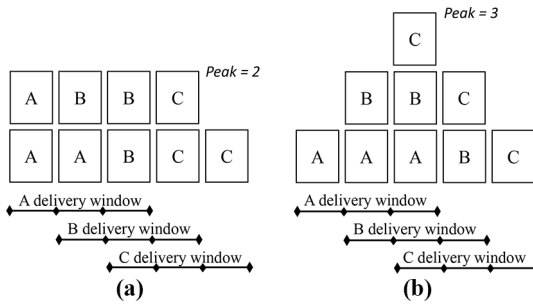 Peak = 2
A B B C
A A B C C
A delivery window
B delivery window
C delivery window
(a)
Peak = 3
C
B B C
A A A B C
A delivery window
B delivery window
C delivery window
(b)